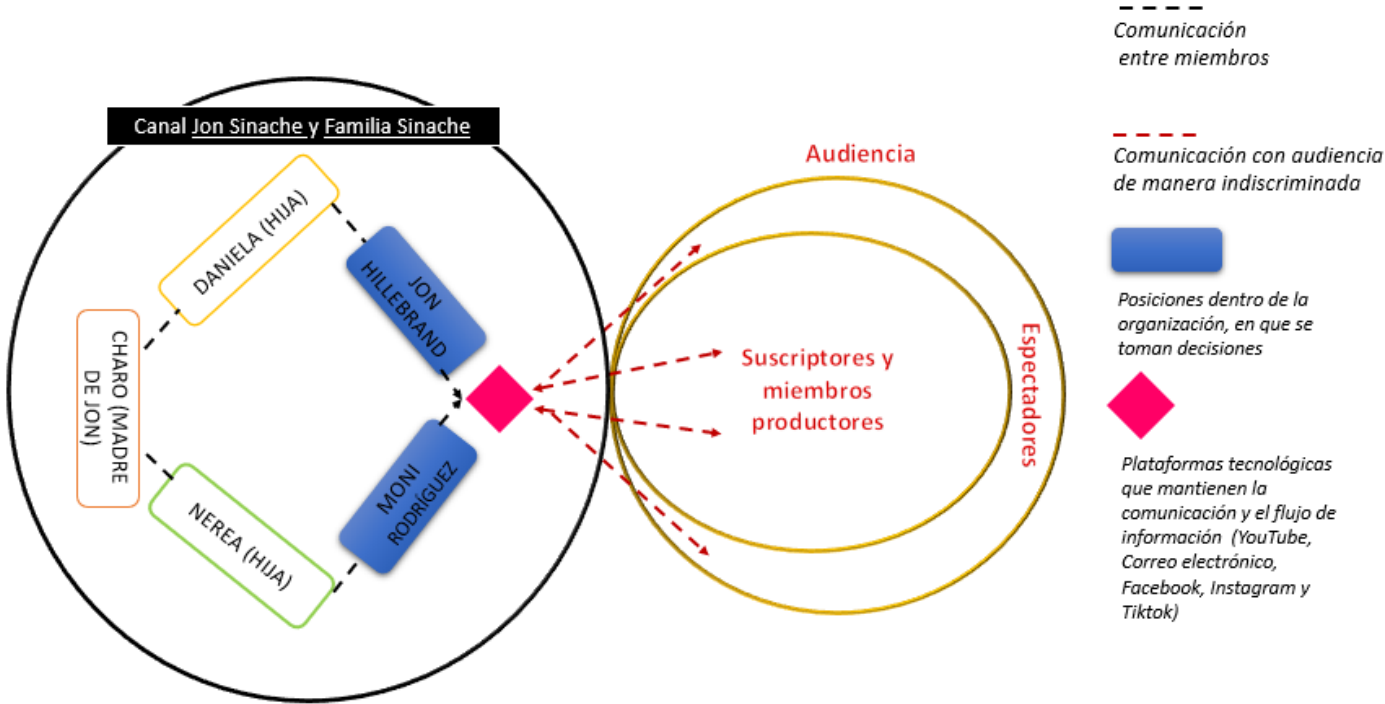 Canal Jon Sinache y Familia Sinache
DANIELA (HIJA)
JON
HILLEBRAND
CHARO (MADRE
DE JON)
NEREA (HIJA)
MONI
RODRÍGUEZ
Audiencia
Suscriptores y
miembros
productores
Espectadores
Comunicación
entre miembros
Comunicación con audiencia
de manera indiscriminada
Posiciones dentro de la
organización, en que se
toman decisiones
Plataformas tecnológicas
que mantienen la
comunicación y el flujo de
información (YouTube,
Correo electrónico,
Facebook, Instagram y
Tiktok)